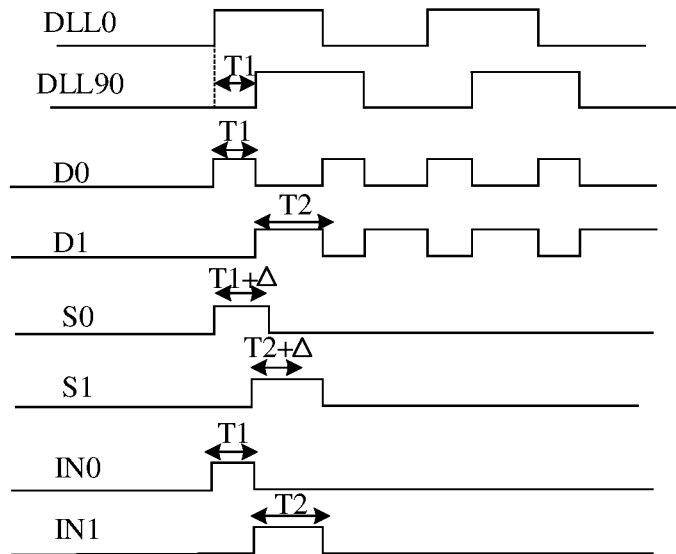 DLL0
T1
DLL90
T1
D0
T2
D1
T1+Δ
S0
T2+Δ
S1
T1
IN0
T2
IN1